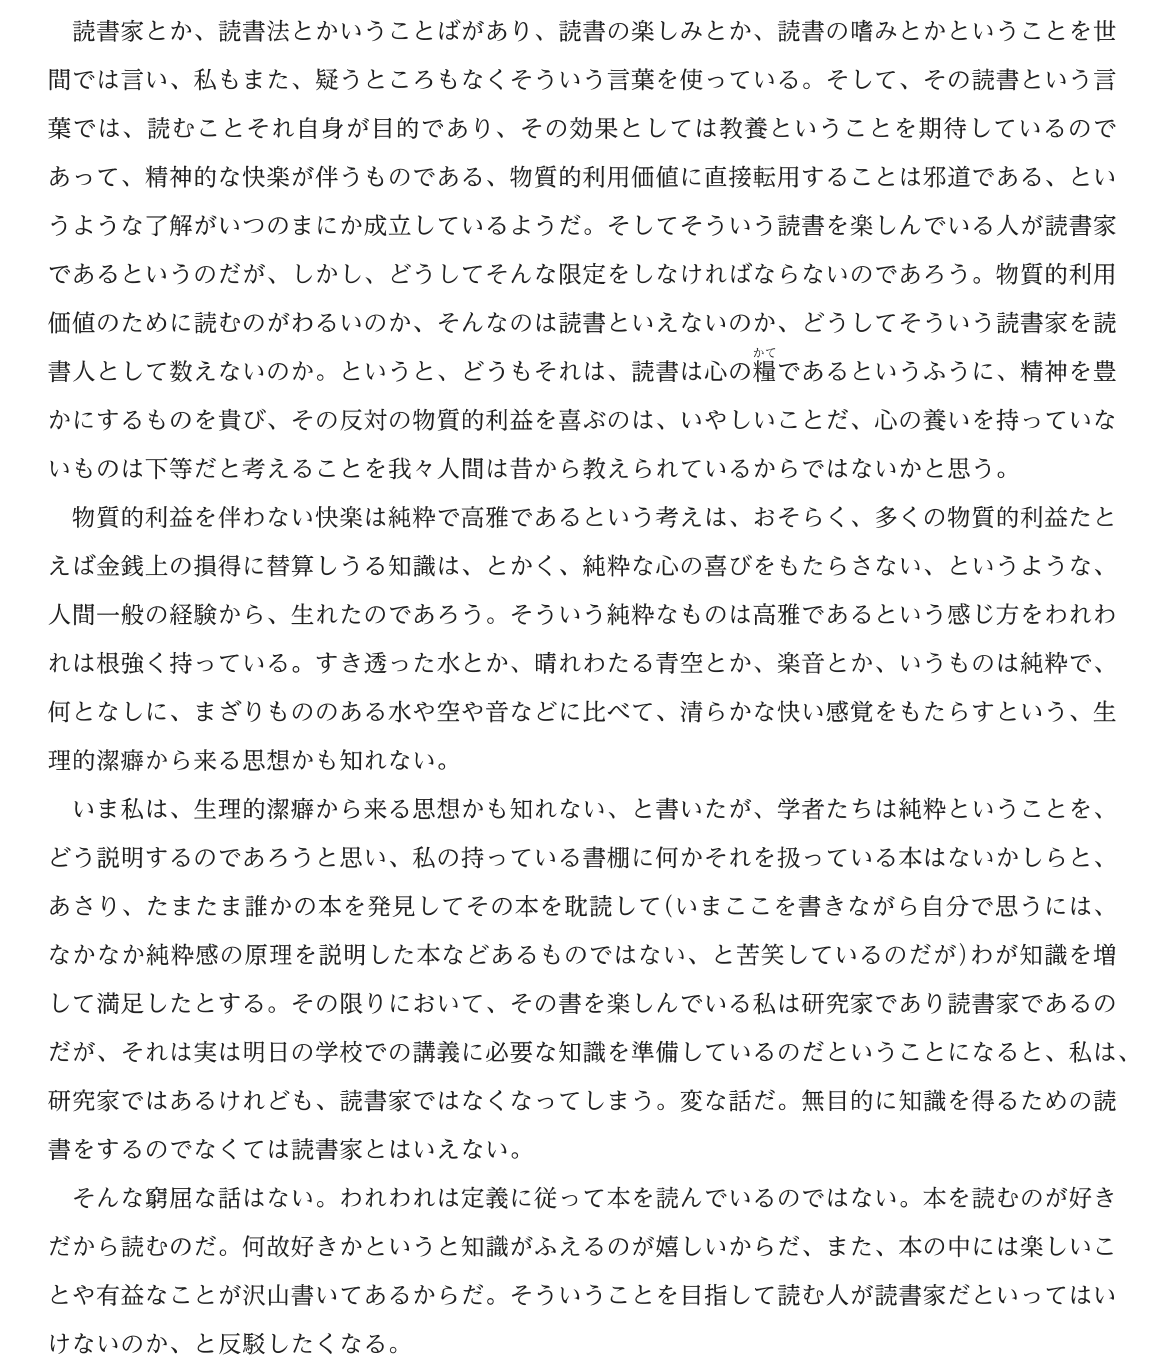 読書家とか、読書法とかいうことばがあり、読書の楽しみとか、読書の嗜みとかということを世
間では言い、私もまた、疑うところもなくそういう言葉を使っている。そして、その読書という言
葉では、読むことそれ自身が目的であり、その効果としては教養ということを期待しているので
あって、精神的な快楽が伴うものである、物質的利用価値に直接転用することは邪道である、とい
うような了解がいつのまにか成立しているようだ。そしてそういう読書を楽しんでいる人が読書家
であるというのだが、しかし、どうしてそんな限定をしなければならないのであろう。物質的利用
価値のために読むのがわるいのか、そんなのは読書といえないのか、どうしてそういう読書家を読
かて
書人として数えないのか。というと、どうもそれは、読書は心の糧であるというふうに、精神を豊
かにするものを貴び、その反対の物質的利益を喜ぶのは、いやしいことだ、心の養いを持っていな
いものは下等だと考えることを我々人間は昔から教えられているからではないかと思う。
　物質的利益を伴わない快楽は純粋で高雅であるという考えは、おそらく、多くの物質的利益たと
えば金銭上の損得に替算しうる知識は、とかく、純粋な心の喜びをもたらさない、というような、
人間一般の経験から、生れたのであろう。そういう純粋なものは高雅であるという感じ方をわれわ
れは根強く持っている。すき透った水とか、晴れわたる青空とか、楽音とか、いうものは純粋で、
何となしに、まざりもののある水や空や音などに比べて、清らかな快い感覚をもたらすという、生
理的潔癖から来る思想かも知れない。
　いま私は、生理的潔癖から来る思想かも知れない、と書いたが、学者たちは純粋ということを、
どう説明するのであろうと思い、私の持っている書棚に何かそれを扱っている本はないかしらと、
あさり、たまたま誰かの本を発見してその本を耽読して(いまここを書きながら自分で思うには、
なかなか純粋感の原理を説明した本などあるものではない、と苦笑しているのだが)わが知識を増
して満足したとする。その限りにおいて、その書を楽しんでいる私は研究家であり読書家であるの
だが、それは実は明日の学校での講義に必要な知識を準備しているのだということになると、私は、
研究家ではあるけれども、読書家ではなくなってしまう。変な話だ。無目的に知識を得るための読
書をするのでなくては読書家とはいえない。
　そんな窮屈な話はない。われわれは定義に従って本を読んでいるのではない。本を読むのが好き
だから読むのだ。何故好きかというと知識がふえるのが嬉しいからだ、また、本の中には楽しいこ
とや有益なことが沢山書いてあるからだ。そういうことを目指して読む人が読書家だといってはい
けないのか、と反駁したくなる。